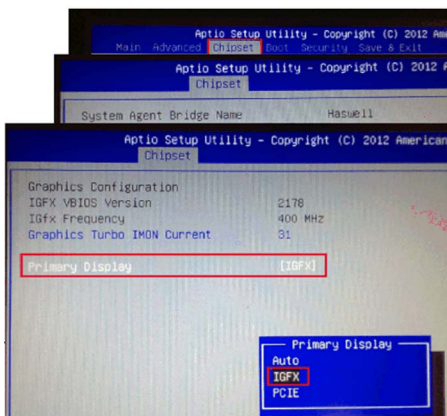 Aptio Setup Utility - Copyright (C) 2012 Ame
Main Advanced Chipset Boot Security Save & Exit
Aptio Setup Utility - Copyright (C) 2012 A
Chipset
System Agent Bridge Name Haswell
Aptio Setup Utility - Copyright (C) 2012 American
Chipset
Graphics Configuration
IGFX VBIOS Version 2178
IGfx Frequency 400 MHz
Graphics Turbo IMON Current 31
Primary Display [IGFX]
Primary Display
Auto
IGFX
PCIE